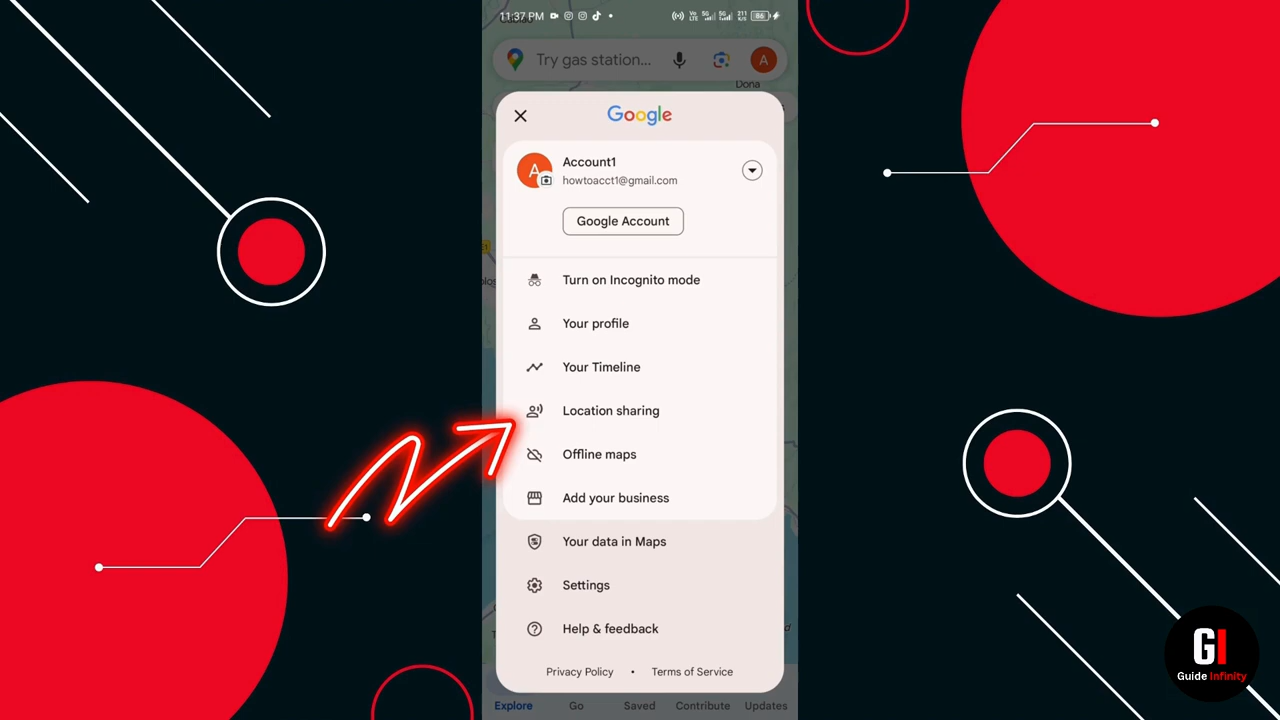 11:37 PM
Try gas station...
A
Dona
Google
A
Account1
howtoacct1@gmail.com
Google Account
Turn on Incognito mode
Your profile
Your Timeline
Location sharing
Offline maps
Add your business
Your data in Maps
Settings
Help & feedback
Privacy Policy • Terms of Service
Explore Go Saved Contribute Updates
GI
Guide Infinity